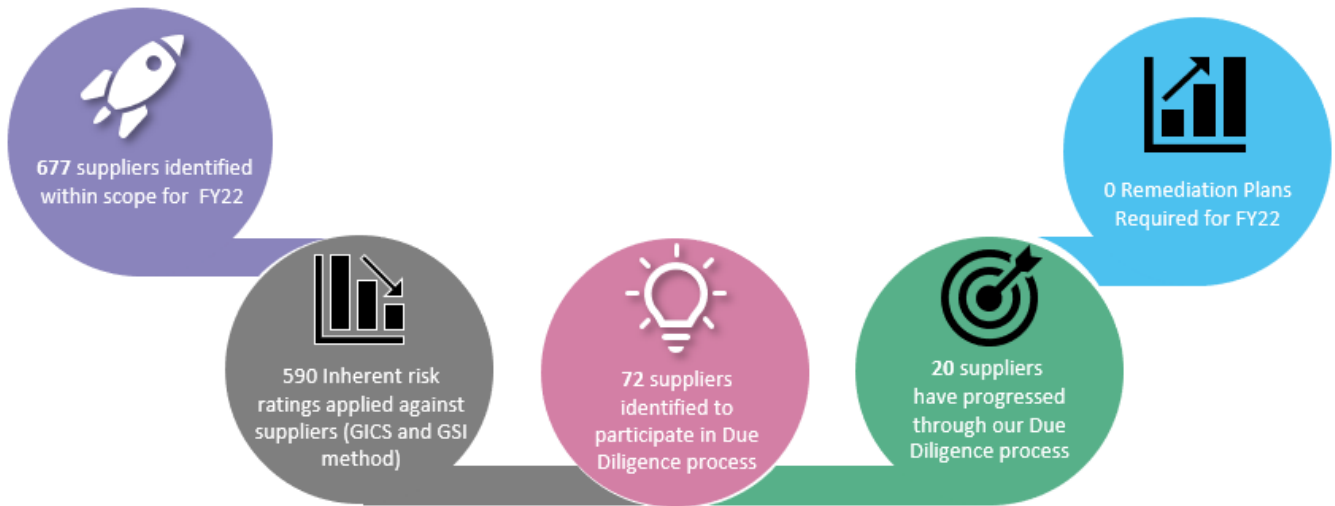 677 suppliers identified
within scope for FY22
590 Inherent risk
ratings applied against
suppliers (GICS and GSI
method)
72 suppliers
identified to
participate in Due
Diligence process
20 suppliers
have progressed
through our Due
Diligence process
0 Remediation Plans
Required for FY22